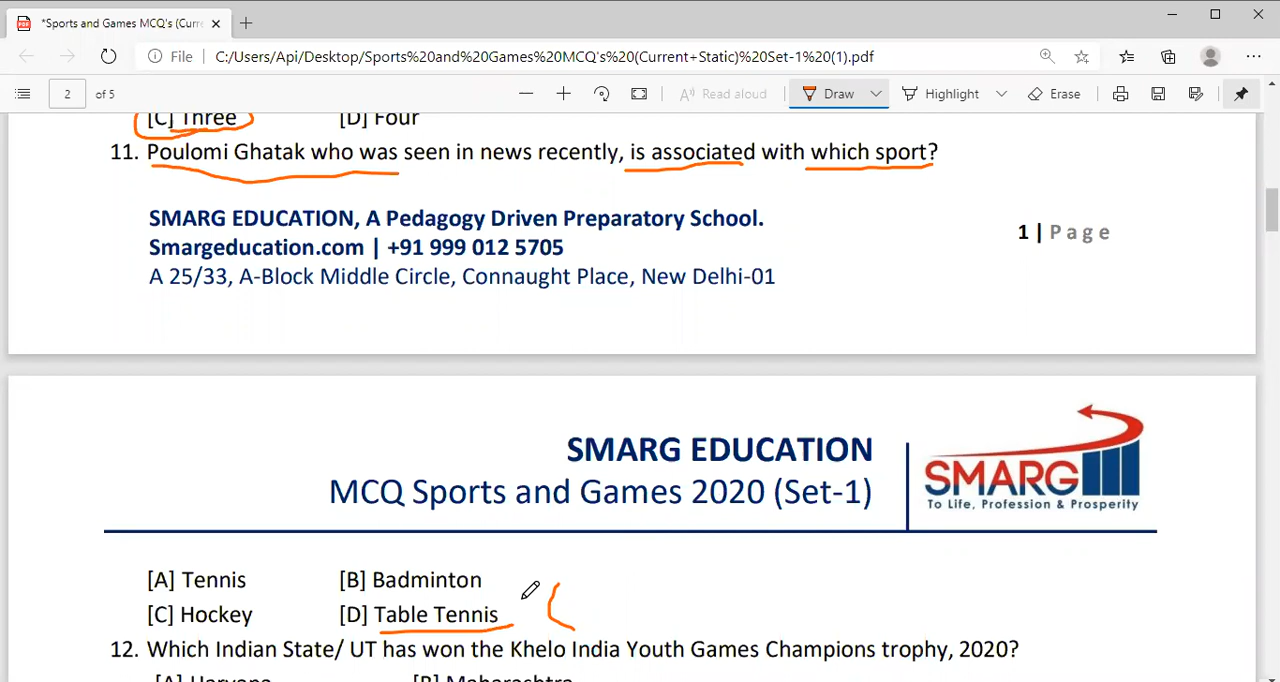 *Sports and Games MCQ's (Curre
File C:/Users/Api/Desktop/Sports%20and%20Games%20MCQ's%20(Current+Static)%20Set-1%20(1).pdf
2 of 5 Read aloud Draw Highlight Erase
[C] Three [D] Four
11. Poulomi Ghatak who was seen in news recently, is associated with which sport?
SMARG EDUCATION, A Pedagogy Driven Preparatory School.
Smargeducation.com | +91 999 012 5705
A 25/33, A-Block Middle Circle, Connaught Place, New Delhi-01
1 | Page
SMARG EDUCATION
MCQ Sports and Games 2020 (Set-1)
SMARG
To Life, Profession & Prosperity
[A] Tennis [B] Badminton
[C] Hockey [D] Table Tennis
12. Which Indian State/ UT has won the Khelo India Youth Games Champions trophy, 2020?
[A] Haryana [B] Maharashtra